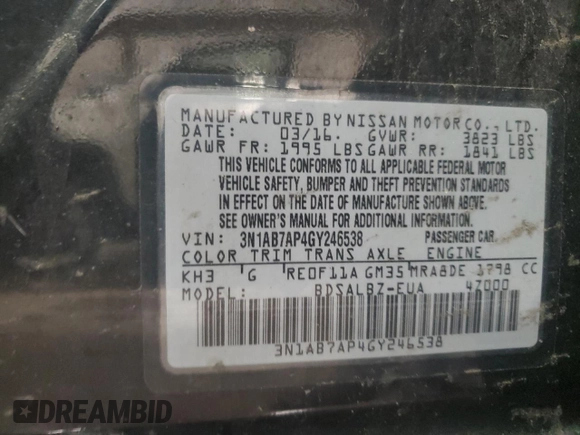 MANUFACTURED BY NISSAN MOTOR CO., LTD.
DATE: 03/16. GVWR: 3823 LBS
GAWR FR: 1995 LBS GAWR RR: 1841 LBS
THIS VEHICLE CONFORMS TO ALL APPLICABLE FEDERAL MOTOR
VEHICLE SAFETY, BUMPER AND THEFT PREVENTION STANDARDS
IN EFFECT ON THE DATE OF MANUFACTURE SHOWN ABOVE.
SEE OWNER'S MANUAL FOR ADDITIONAL INFORMATION.
VIN: 3N1AB7AP4GY246538 PASSENGER CAR
COLOR TRIM TRANS AXLE ENGINE
KH3 G RE0F11A GM35 MRA8DE 1798 CC
MODEL: BDSALBZ-EUA 4Z000
3N1AB7AP4GY246538
DREAMBID